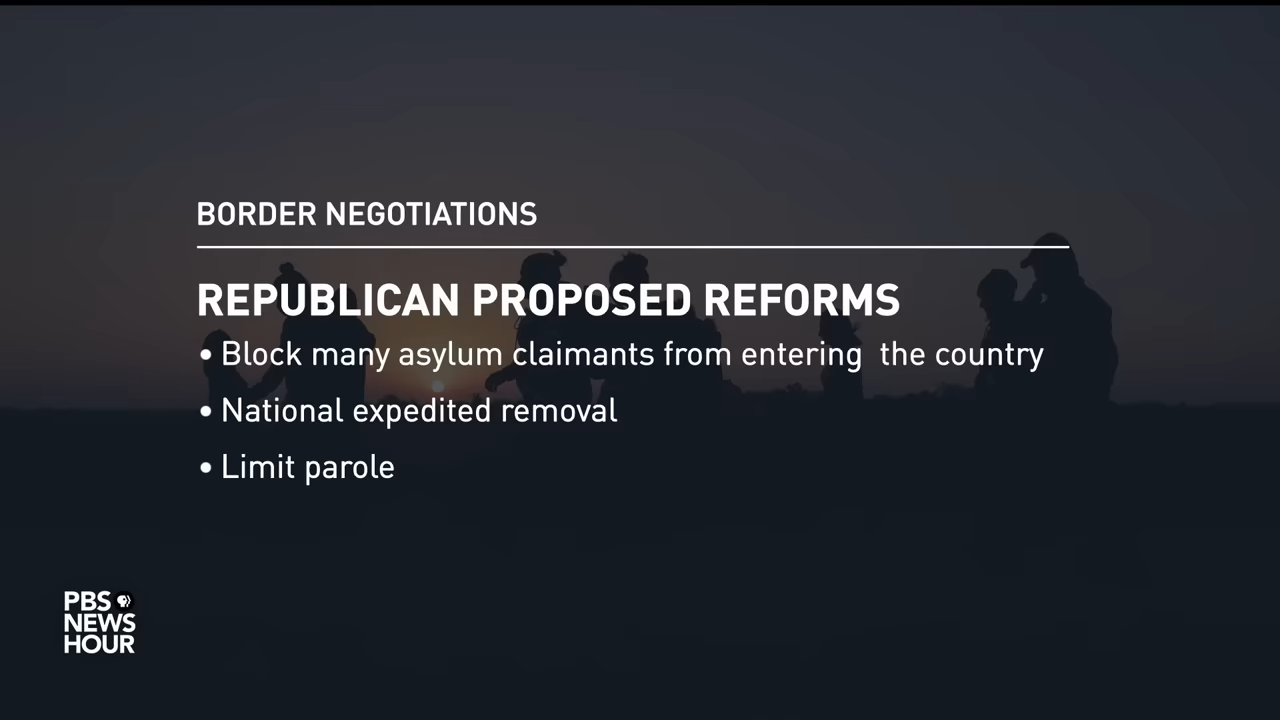 BORDER NEGOTIATIONS
REPUBLICAN PROPOSED REFORMS
• Block many asylum claimants from entering  the country
• National expedited removal
• Limit parole
PBS
NEWS
HOUR